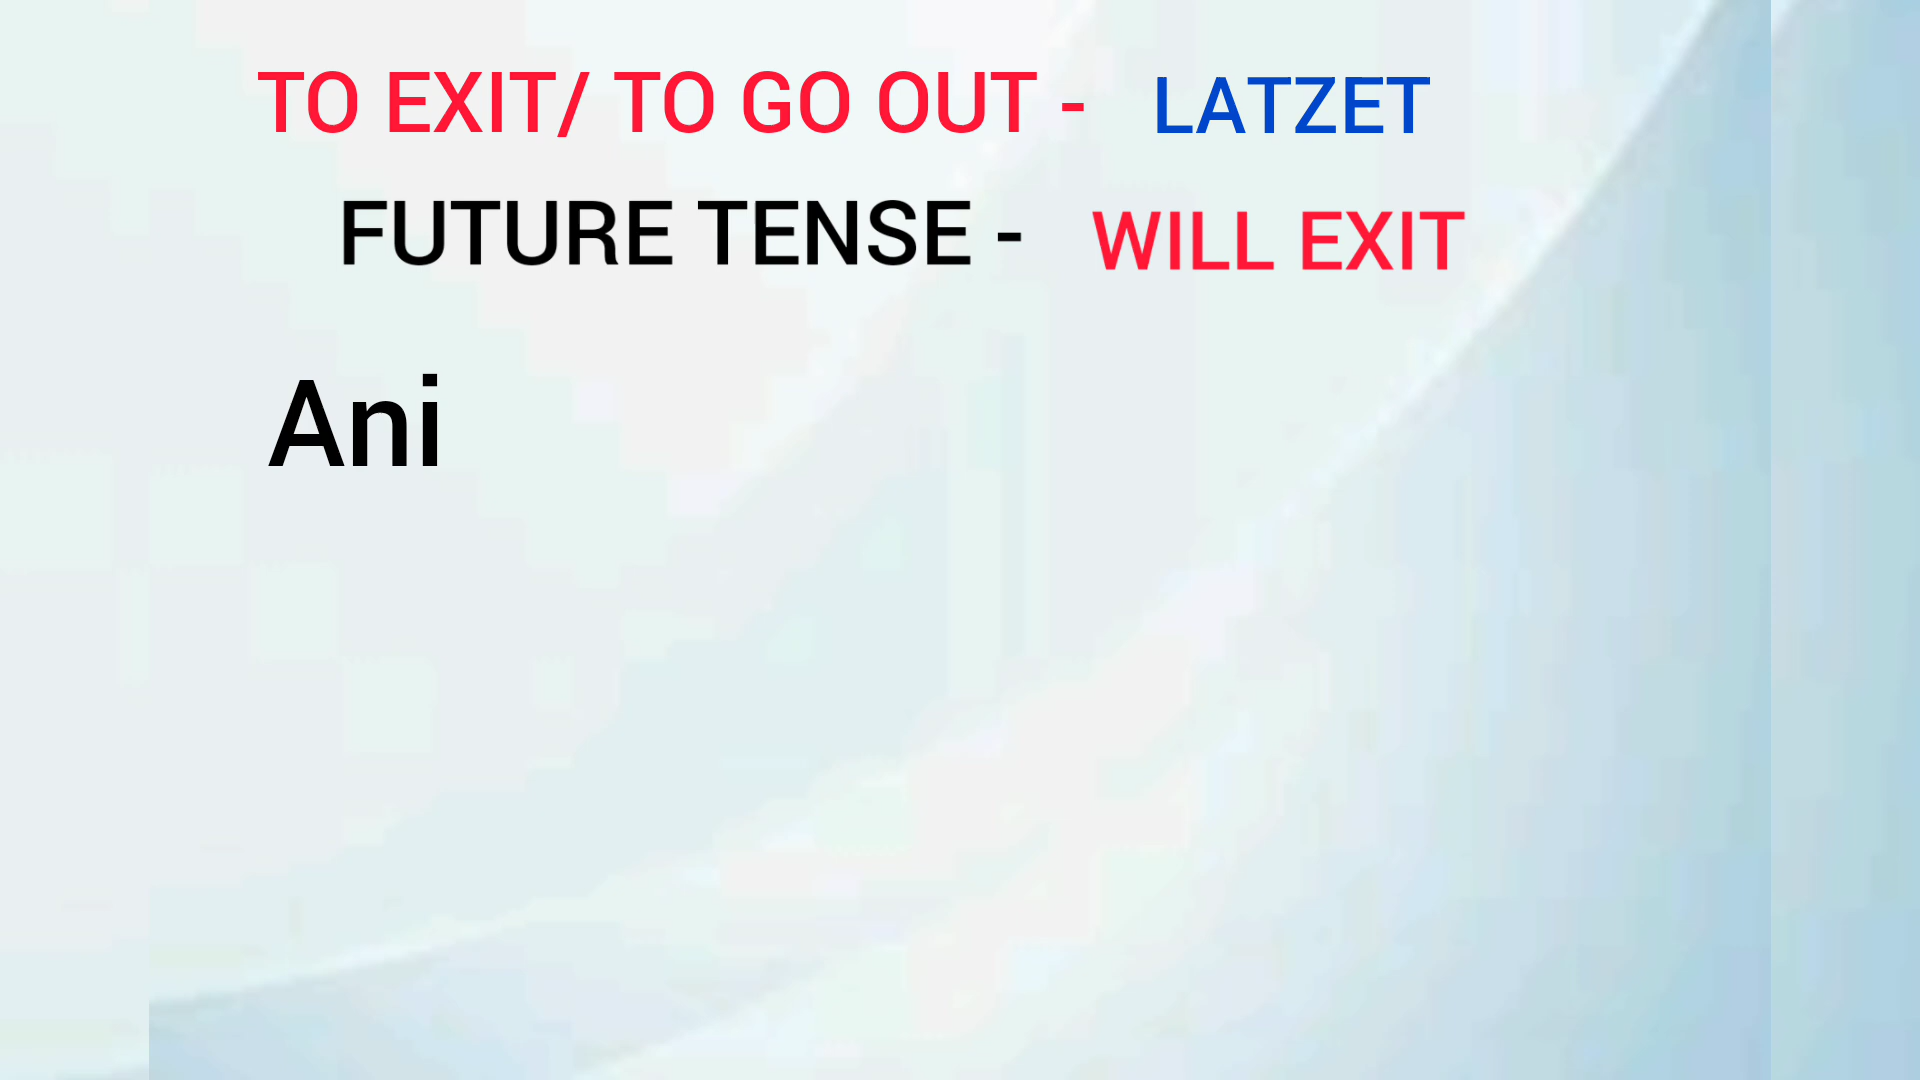 TO EXIT/ TO GO OUT - LATZET
FUTURE TENSE - WILL EXIT
Ani